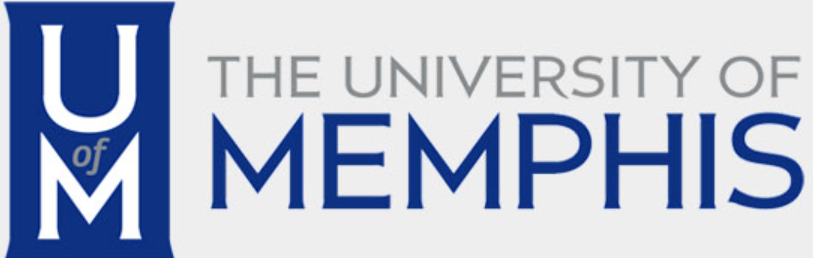 U
of
M
THE UNIVERSITY OF
MEMPHIS